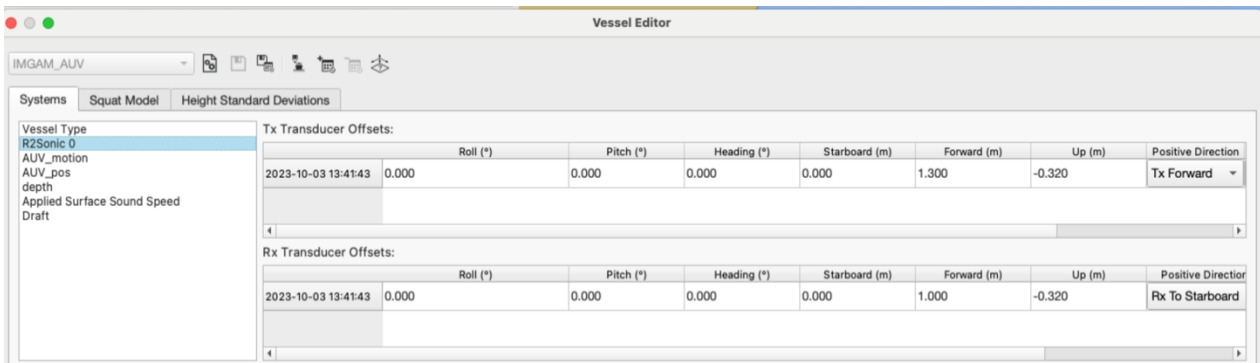 Vessel Editor
IMGAM_AUV
Systems Squat Model Height Standard Deviations
Vessel Type
R2Sonic 0
AUV_motion
AUV_pos
depth
Applied Surface Sound Speed
Draft
Tx Transducer Offsets:
Roll (°) Pitch (°) Heading (°) Starboard (m) Forward (m) Up (m) Positive Direction
2023-10-03 13:41:43 0.000 0.000 0.000 0.000 1.300 -0.320 Tx Forward
Rx Transducer Offsets:
Roll (°) Pitch (°) Heading (°) Starboard (m) Forward (m) Up (m) Positive Direction
2023-10-03 13:41:43 0.000 0.000 0.000 0.000 1.000 -0.320 Rx To Starboard